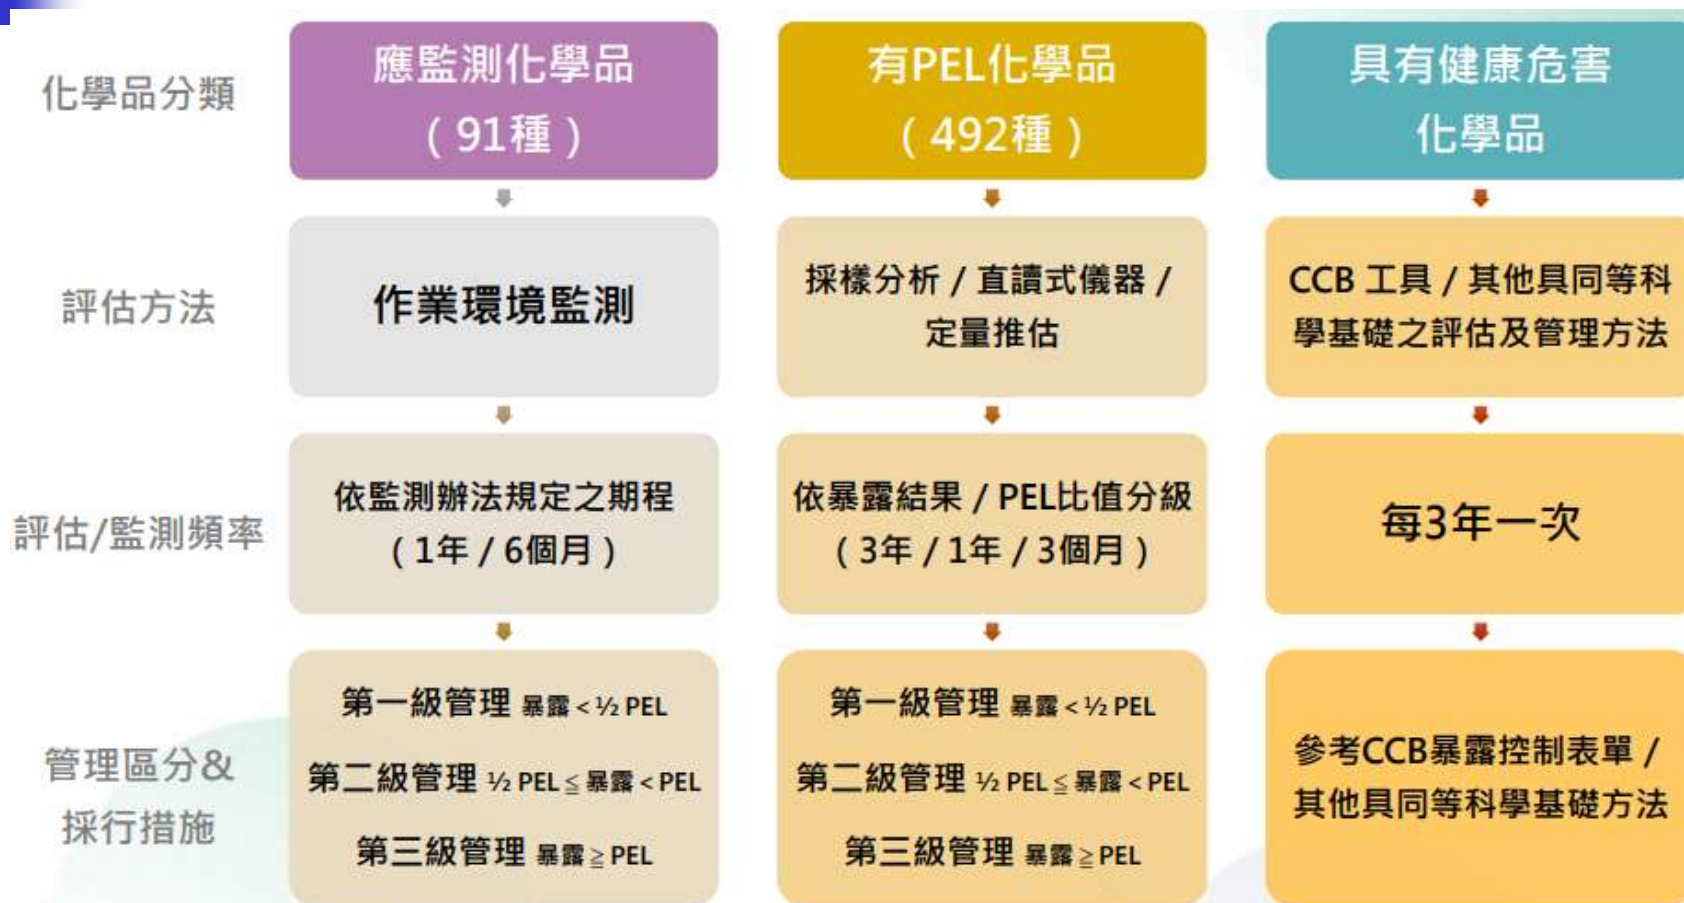 化學品分類
應監測化學品
（91種）
有PEL化學品
（492種）
具有健康危害
化學品
評估方法
作業環境監測
採樣分析 / 直讀式儀器 /
定量推估
CCB 工具 / 其他具同等科
學基礎之評估及管理方法
評估/監測頻率
依監測辦法規定之期程
（1年 / 6個月）
依暴露結果 / PEL比值分級
（3年 / 1年 / 3個月）
每3年一次
管理區分&
採行措施
第一級管理 暴露 < ½ PEL
第二級管理 ½ PEL ≦ 暴露 < PEL
第三級管理 暴露 ≧ PEL
第一級管理 暴露 < ½ PEL
第二級管理 ½ PEL ≦ 暴露 < PEL
第三級管理 暴露 ≧ PEL
參考CCB暴露控制表單 /
其他具同等科學基礎方法